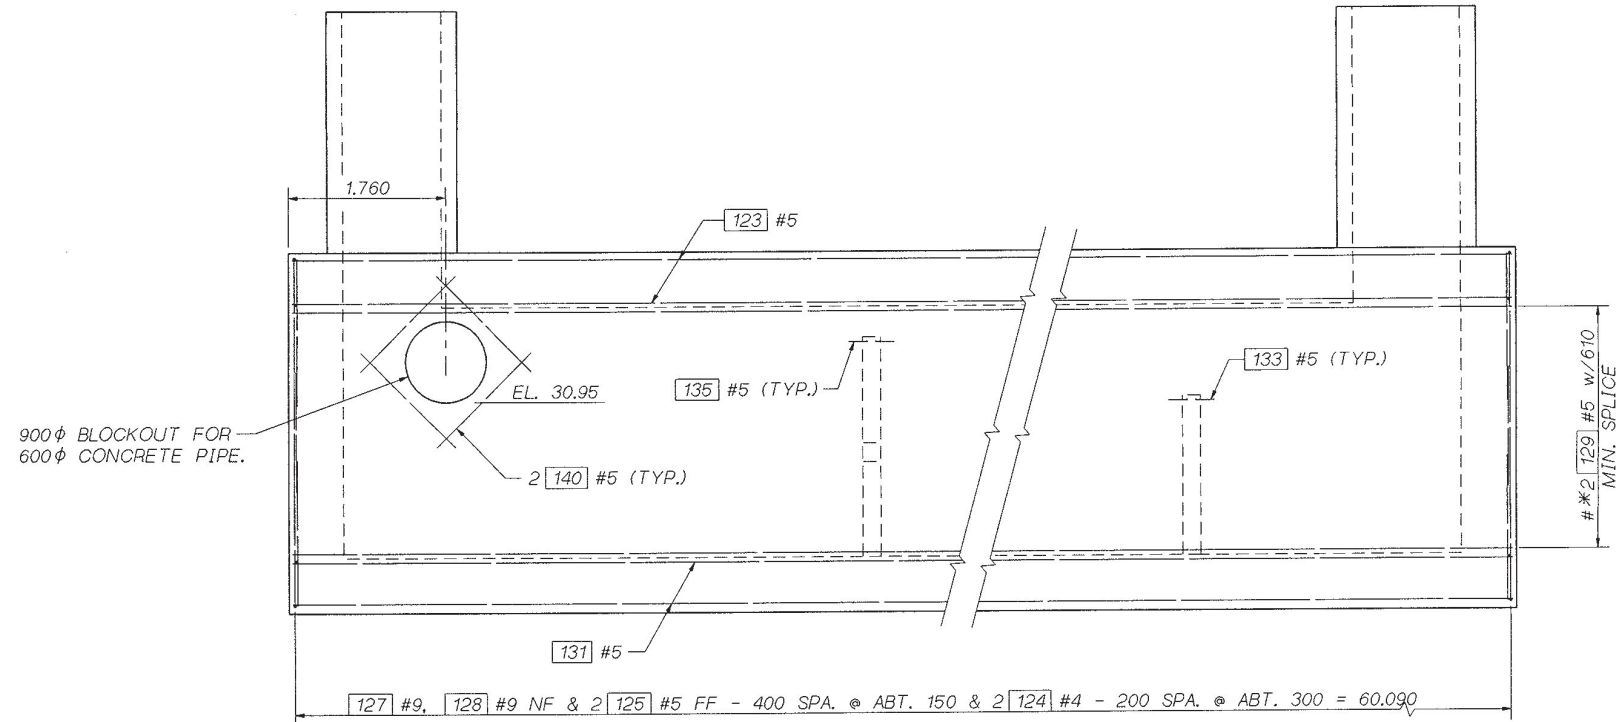 1.760
123 #5
135 #5 (TYP.)
133 #5 (TYP.)
EL. 30.95
900ϕ BLOCKOUT FOR
600ϕ CONCRETE PIPE.
2 140 #5 (TYP.)
#*2 129 #5 w/610
MIN. SPLICE
131 #5
127 #9, 128 #9 NF & 2 125 #5 FF - 400 SPA. @ ABT. 150 & 2 124 #4 - 200 SPA. @ ABT. 300 = 60.090